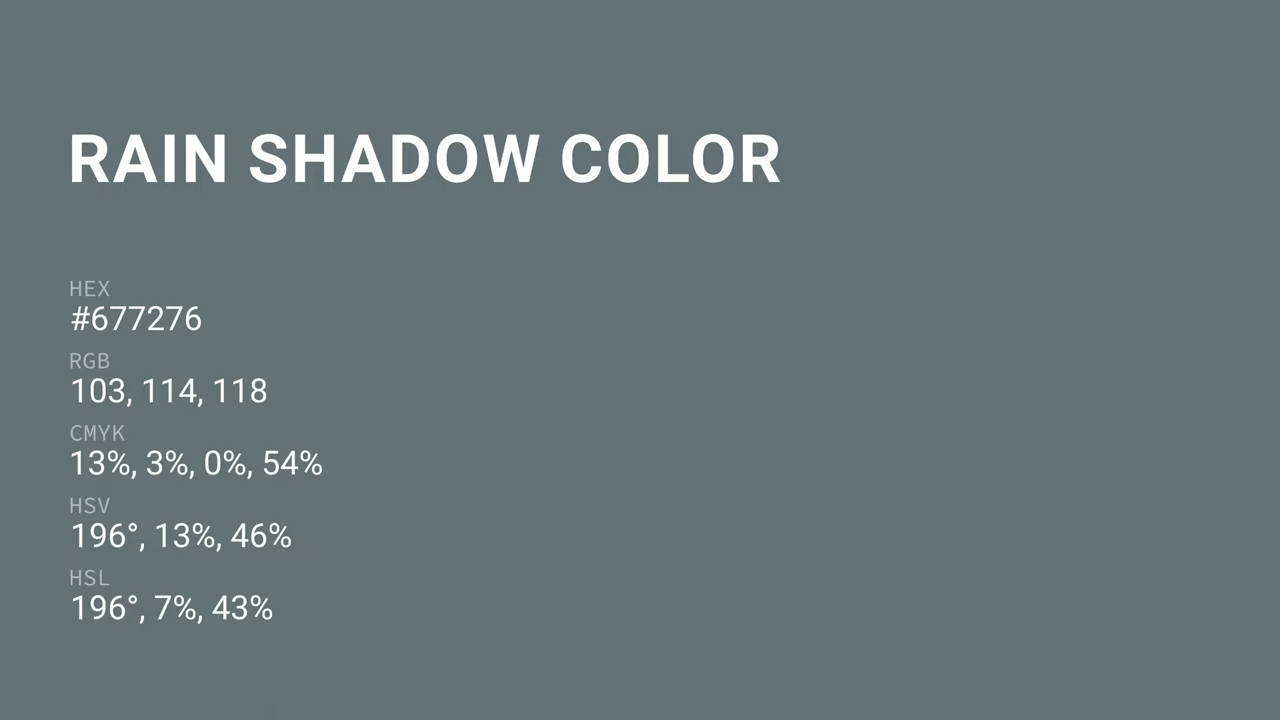 RAIN SHADOW COLOR
HEX
#677276
RGB
103, 114, 118
CMYK
13%, 3%, 0%, 54%
HSV
196°, 13%, 46%
HSL
196°, 7%, 43%